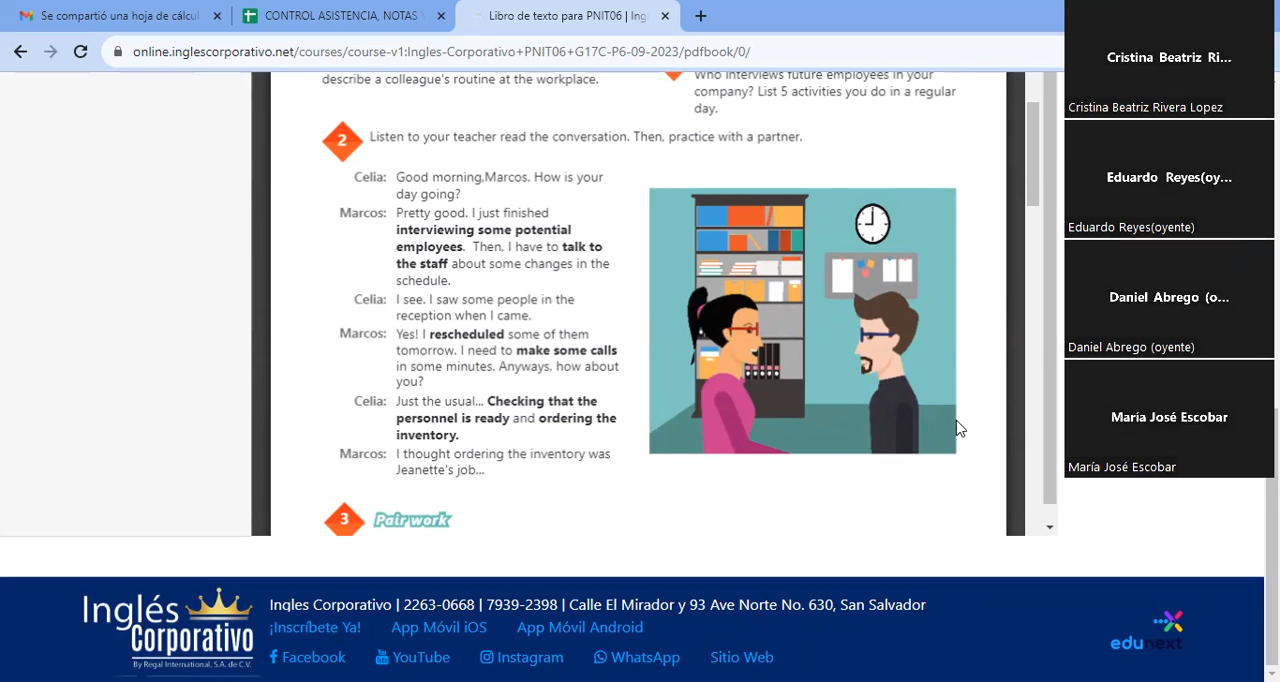 Se compartió una hoja de cálcul
CONTROL ASISTENCIA, NOTAS Y
Libro de texto para PNIT06 | Ing
online.inglescorporativo.net/courses/course-v1:Ingles-Corporativo+PNIT06+G17C-P6-09-2023/pdfbook/0/
describe a colleague's routine at the workplace.
Who interviews future employees in your
company? List 5 activities you do in a regular
day.
2 Listen to your teacher read the conversation. Then, practice with a partner.
Celia: Good morning,Marcos. How is your
day going?
Marcos: Pretty good. I just finished
interviewing some potential
employees. Then, I have to talk to
the staff about some changes in the
schedule.
Celia: I see. I saw some people in the
reception when I came.
Marcos: Yes! I rescheduled some of them
tomorrow. I need to make some calls
in some minutes. Anyways, how about
you?
Celia: Just the usual... Checking that the
personnel is ready and ordering the
inventory.
Marcos: I thought ordering the inventory was
Jeanette's job...
3 Pair work
Cristina Beatriz Ri...
Cristina Beatriz Rivera Lopez
Eduardo Reyes(oy...
Eduardo Reyes(oyente)
Daniel Abrego (o...
Daniel Abrego (oyente)
María José Escobar
María José Escobar
Inglés
Corporativo
By Regal International, S.A. de C.V.
Ingles Corporativo | 2263-0668 | 7939-2398 | Calle El Mirador y 93 Ave Norte No. 630, San Salvador
¡Inscríbete Ya! App Móvil iOS App Móvil Android
Facebook YouTube Instagram WhatsApp Sitio Web
edunext